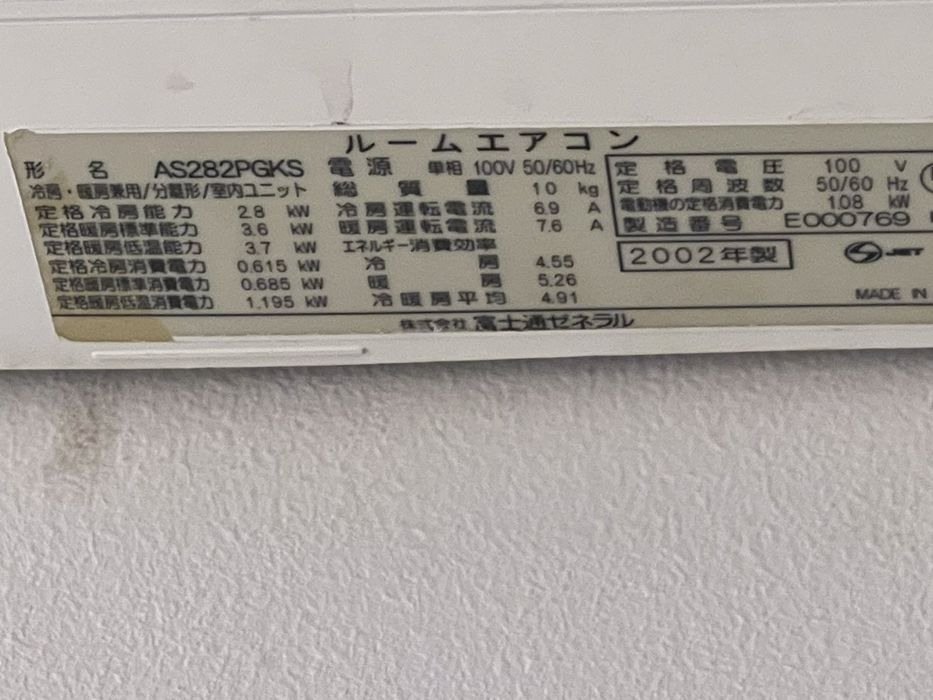 ルームエアコン
形 名 AS282PGKS
冷房・暖房兼用/分離形/室内ユニット
定格冷房能力 2.8 kW
定格暖房標準能力 3.6 kW
定格暖房低温能力 3.7 kW
定格冷房消費電力 0.615 kW
定格暖房標準消費電力 0.685 kW
定格暖房低温消費電力 1.195 kW
電源 単相 100V 50/60Hz
総質量 10 kg
冷房運転電流 6.9 A
暖房運転電流 7.6 A
エネルギー消費効率
冷房 4.55
暖房 5.26
冷暖房平均 4.91
定格電圧 100 V
定格周波数 50/60 Hz
電動機の定格消費電力 1.08 kW
製造番号 E000769
2002年製
JET
MADE IN
株式会社 富士通ゼネラル